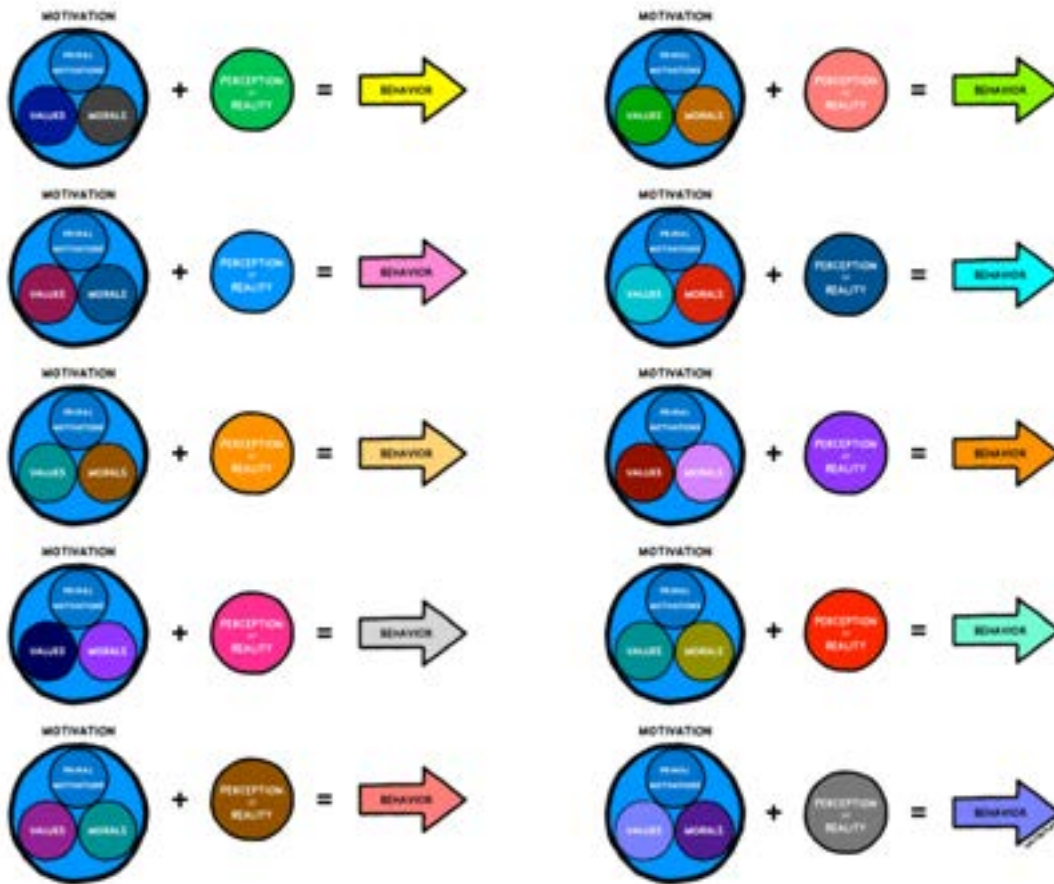 MOTIVATION MOTIVATION
PRIMAL MOTIVATIONS
VALUES MORALS
+
PERCEPTION
OF
REALITY
=
BEHAVIOR
PRIMAL MOTIVATIONS
VALUES MORALS
+
PERCEPTION
OF
REALITY
=
BEHAVIOR
MOTIVATION MOTIVATION
PRIMAL MOTIVATIONS
VALUES MORALS
+
PERCEPTION
OF
REALITY
=
BEHAVIOR
PRIMAL MOTIVATIONS
VALUES MORALS
+
PERCEPTION
OF
REALITY
=
BEHAVIOR
MOTIVATION MOTIVATION
PRIMAL MOTIVATIONS
VALUES MORALS
+
PERCEPTION
OF
REALITY
=
BEHAVIOR
PRIMAL MOTIVATIONS
VALUES MORALS
+
PERCEPTION
OF
REALITY
=
BEHAVIOR
MOTIVATION MOTIVATION
PRIMAL MOTIVATIONS
VALUES MORALS
+
PERCEPTION
OF
REALITY
=
BEHAVIOR
PRIMAL MOTIVATIONS
VALUES MORALS
+
PERCEPTION
OF
REALITY
=
BEHAVIOR
MOTIVATION MOTIVATION
PRIMAL MOTIVATIONS
VALUES MORALS
+
PERCEPTION
OF
REALITY
=
BEHAVIOR
PRIMAL MOTIVATIONS
VALUES MORALS
+
PERCEPTION
OF
REALITY
=
BEHAVIOR